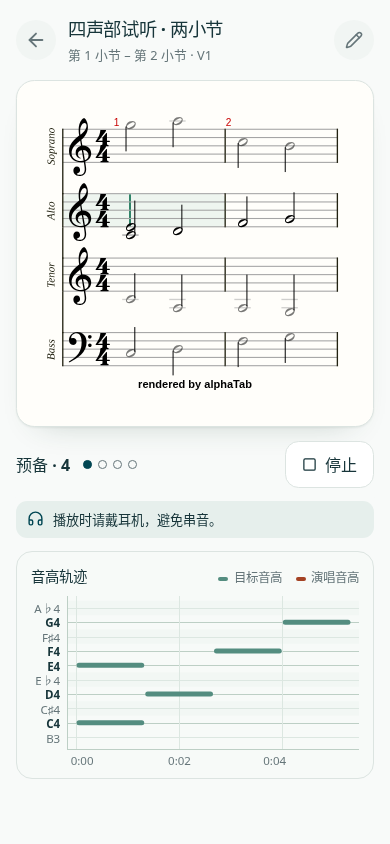 四声部试听 · 两小节
第 1 小节 – 第 2 小节 · V1
1
2
Soprano
Alto
Tenor
Bass
rendered by alphaTab
预备 · 4
停止
播放时请戴耳机，避免串音。
音高轨迹
目标音高
演唱音高
A♭4
G4
F♯4
F4
E4
E♭4
D4
C♯4
C4
B3
0:00
0:02
0:04